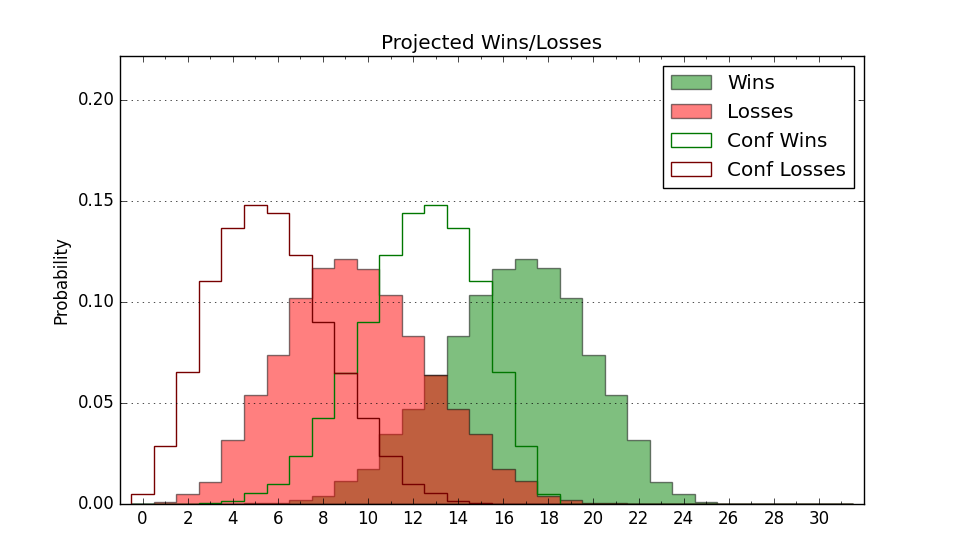 Projected Wins/Losses
Wins
Losses
Conf Wins
Conf Losses
Probability
0.20
0.15
0.10
0.05
0.00
0 2 4 6 8 10 12 14 16 18 20 22 24 26 28 30